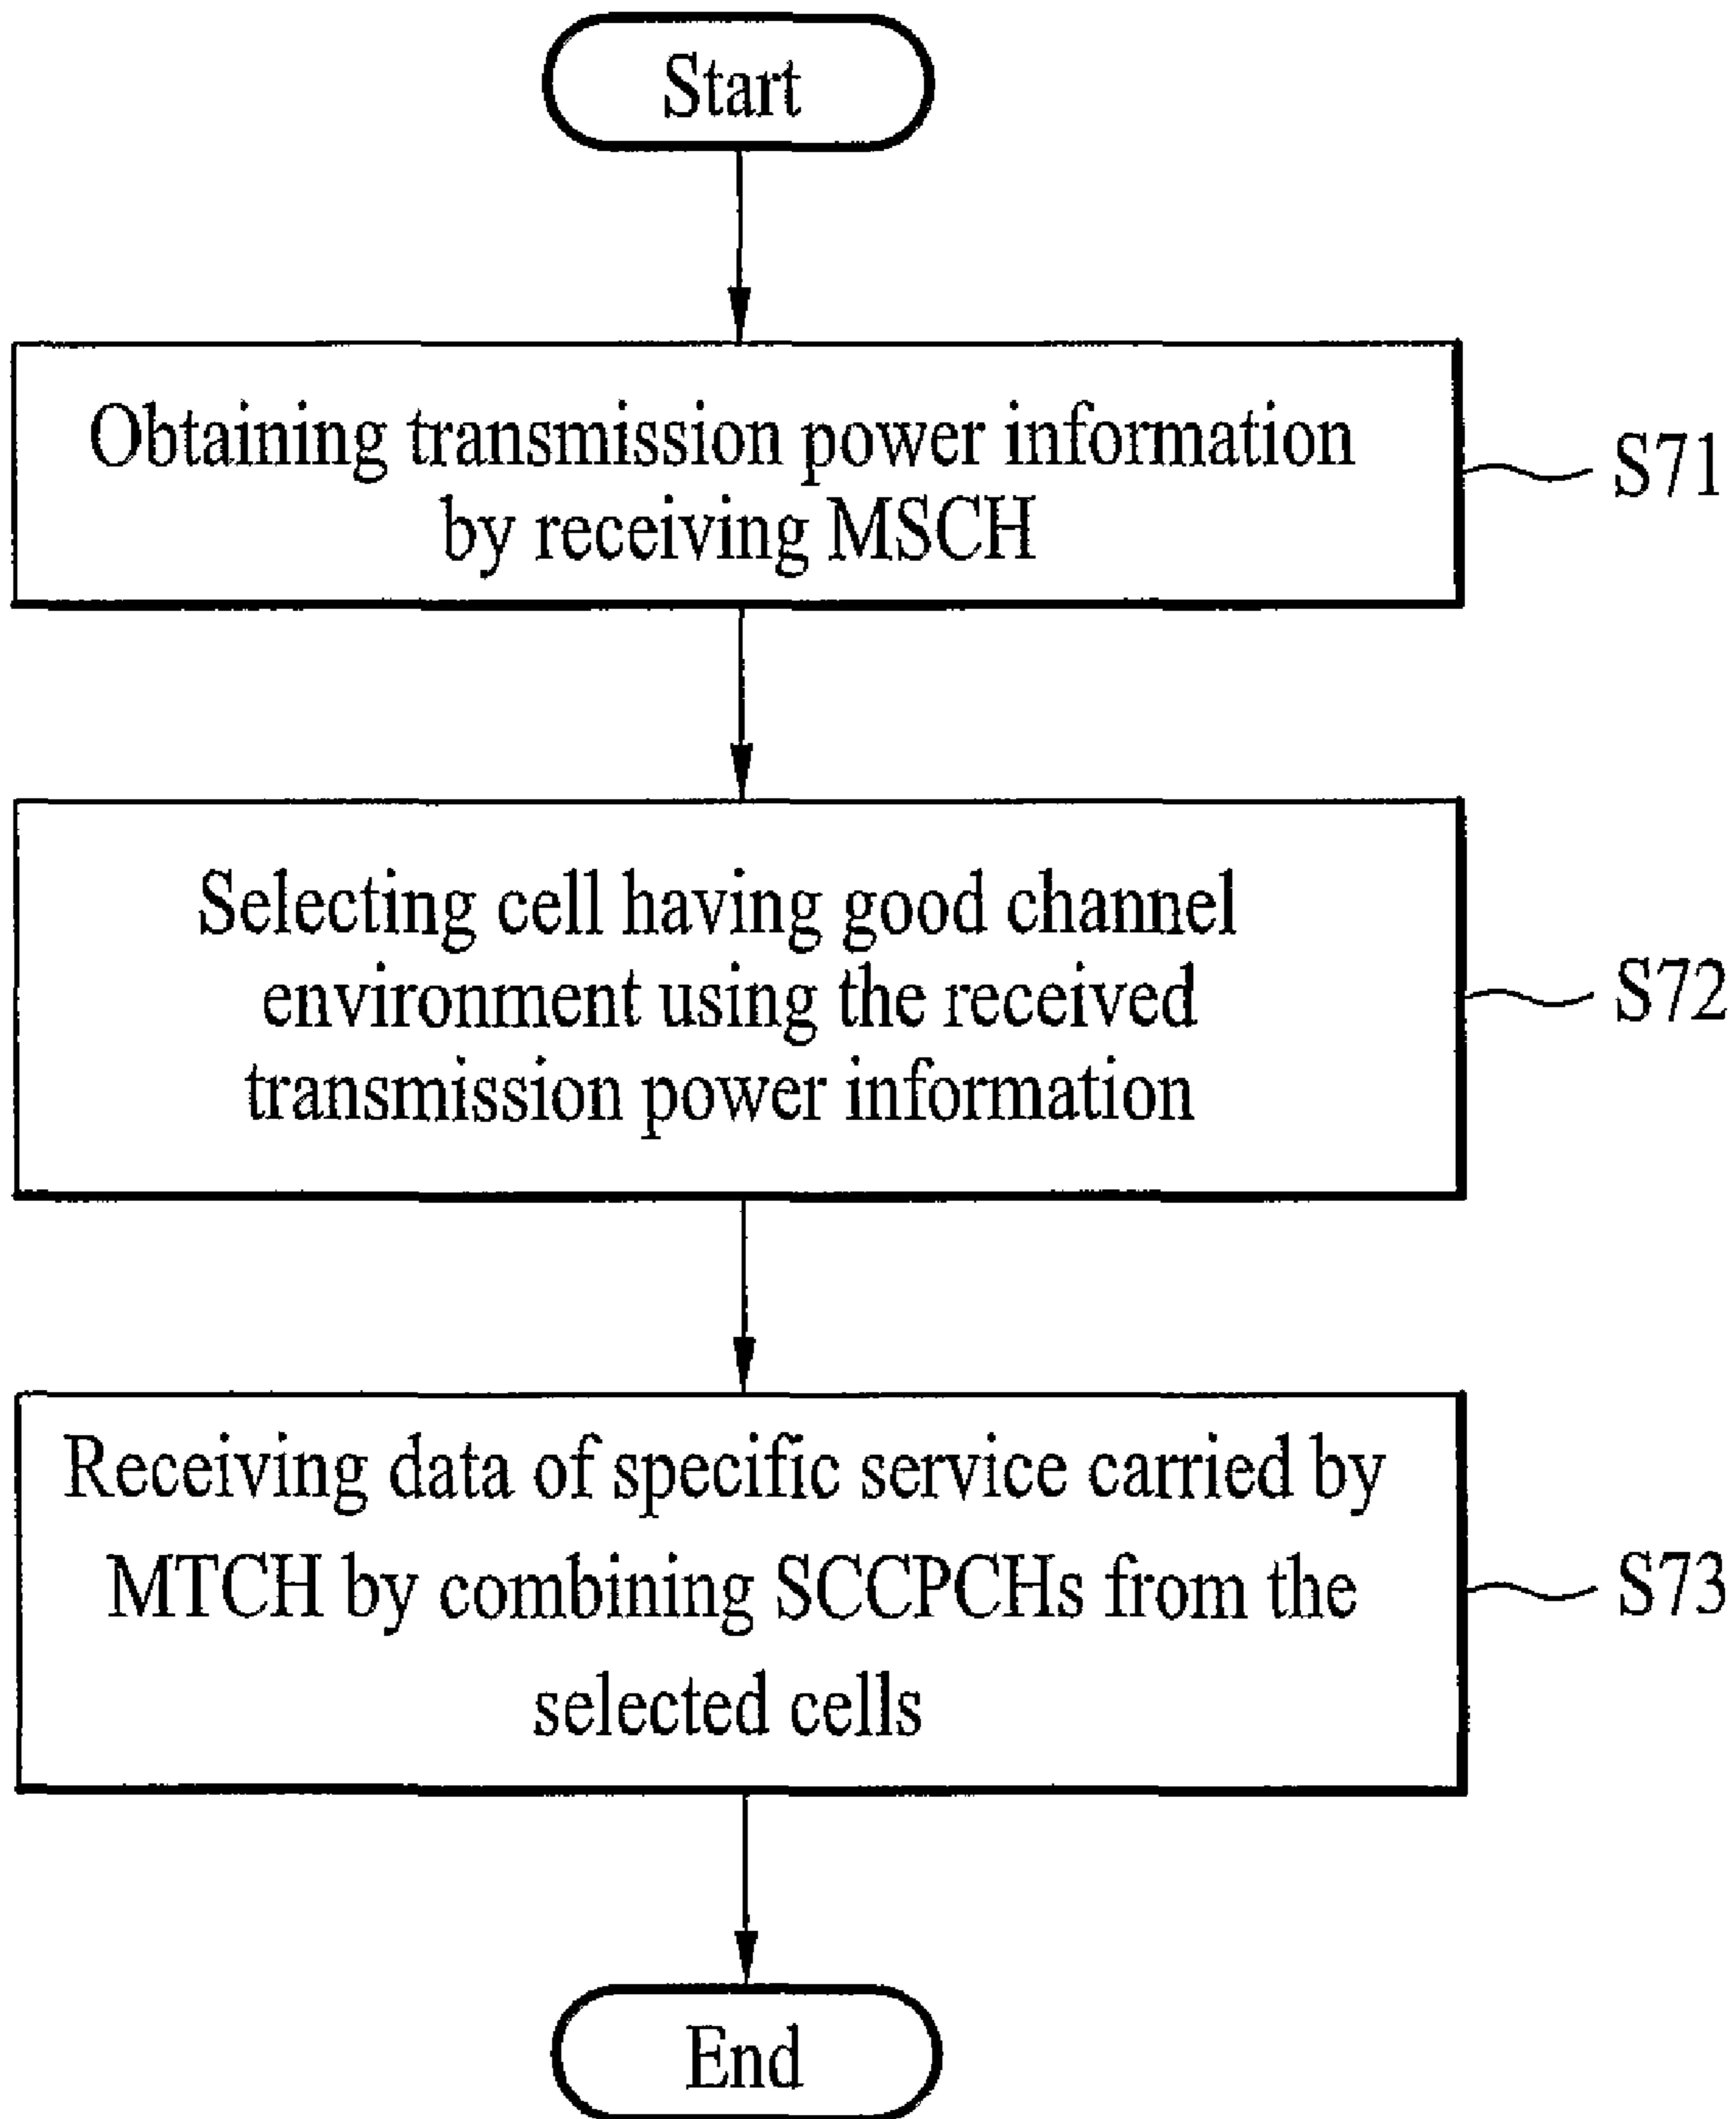 Start
Obtaining transmission power information
by receiving MSCH
S71
Selecting cell having good channel
environment using the received
transmission power information
S72
Receiving data of specific service carried by
MTCH by combining SCCPCHs from the
selected cells
S73
End